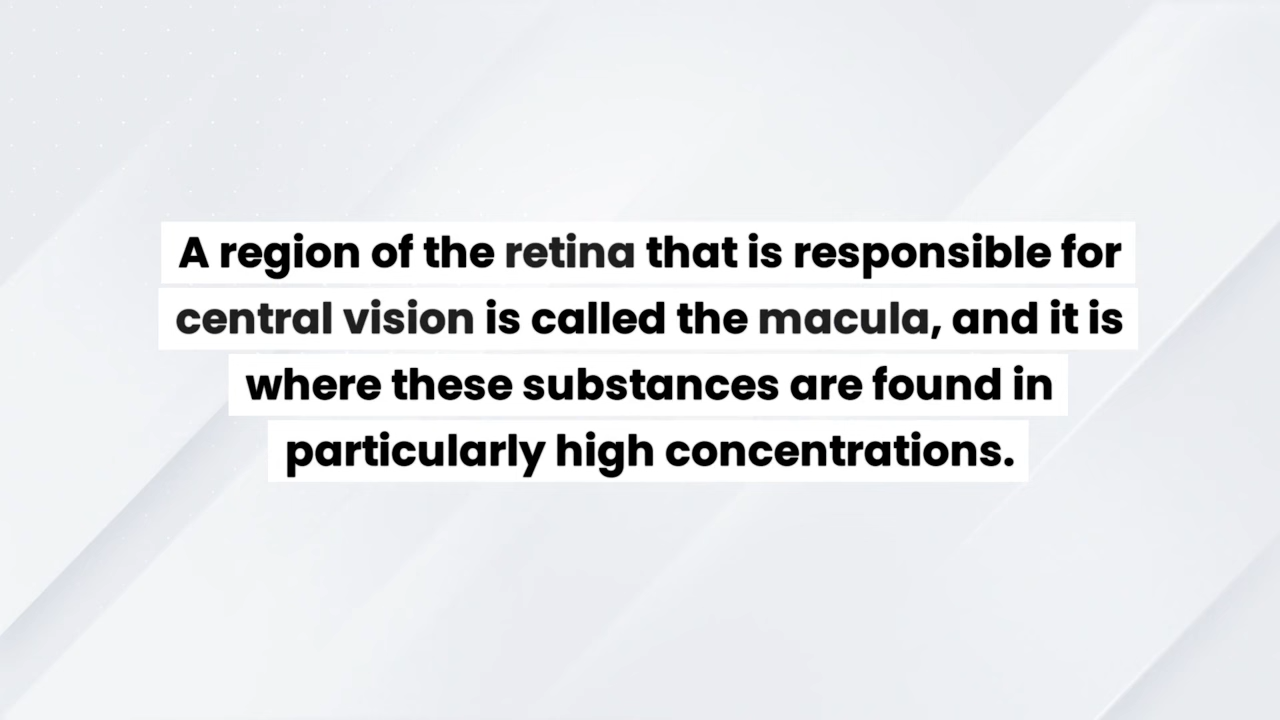 A region of the retina that is responsible for
central vision is called the macula, and it is
where these substances are found in
particularly high concentrations.